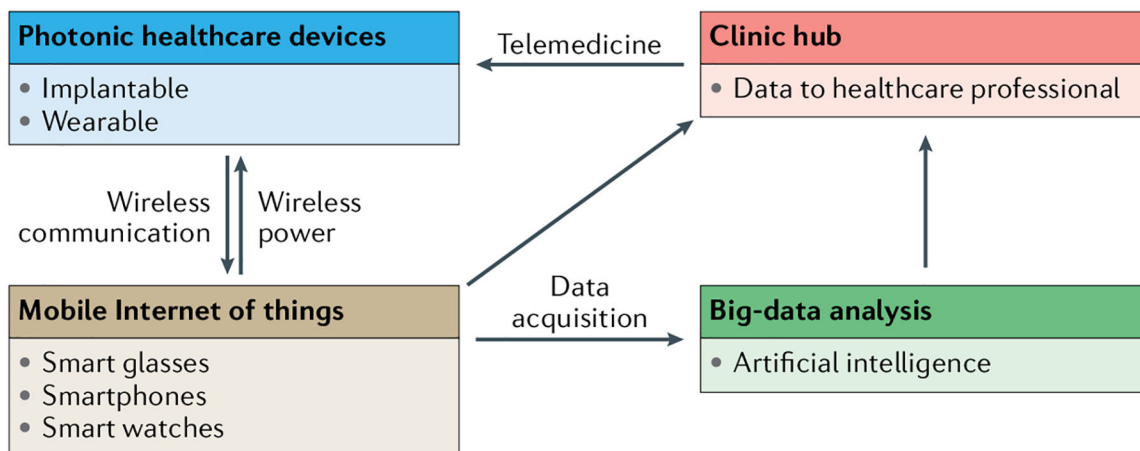 Photonic healthcare devices
• Implantable
• Wearable
Telemedicine
Clinic hub
• Data to healthcare professional
Wireless
communication
Wireless
power
Mobile Internet of things
• Smart glasses
• Smartphones
• Smart watches
Data
acquisition
Big-data analysis
• Artificial intelligence